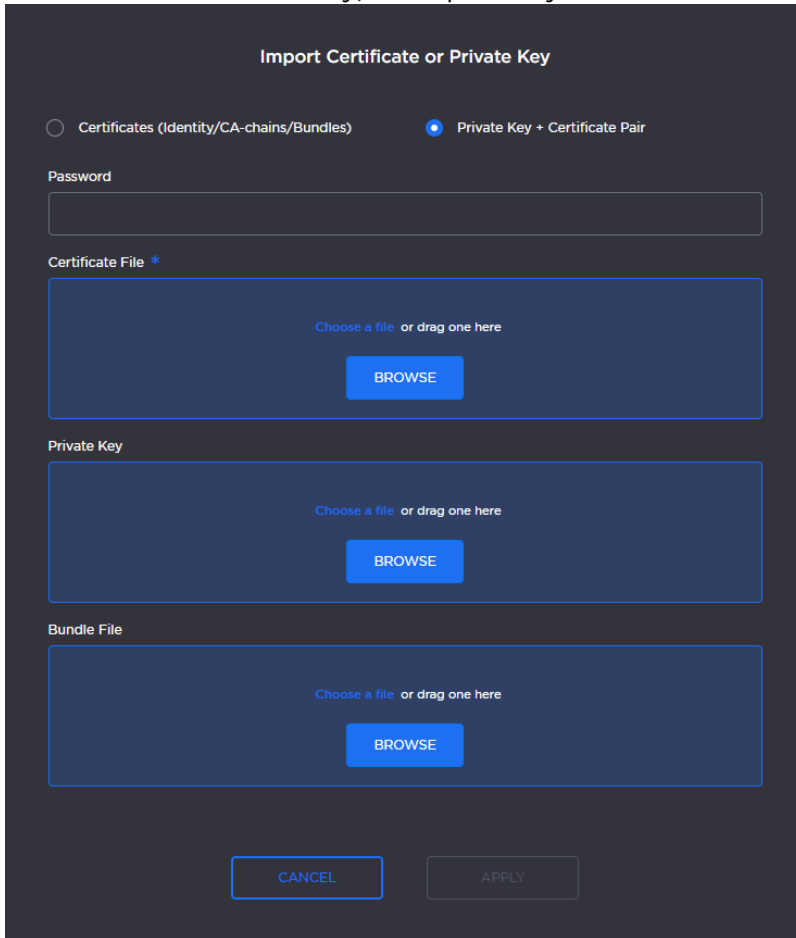 Import Certificate or Private Key
Certificates (Identity/CA-chains/Bundles) Private Key + Certificate Pair
Password
Certificate File *
Choose a file or drag one here
BROWSE
Private Key
Choose a file or drag one here
BROWSE
Bundle File
Choose a file or drag one here
BROWSE
CANCEL APPLY